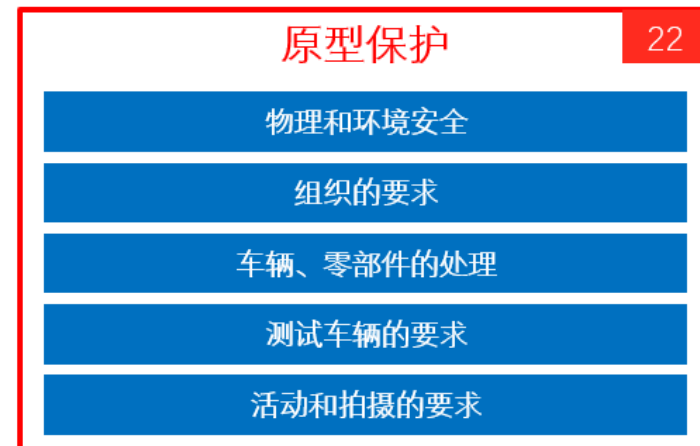 原型保护
22
物理和环境安全
组织的要求
车辆、零部件的处理
测试车辆的要求
活动和拍摄的要求